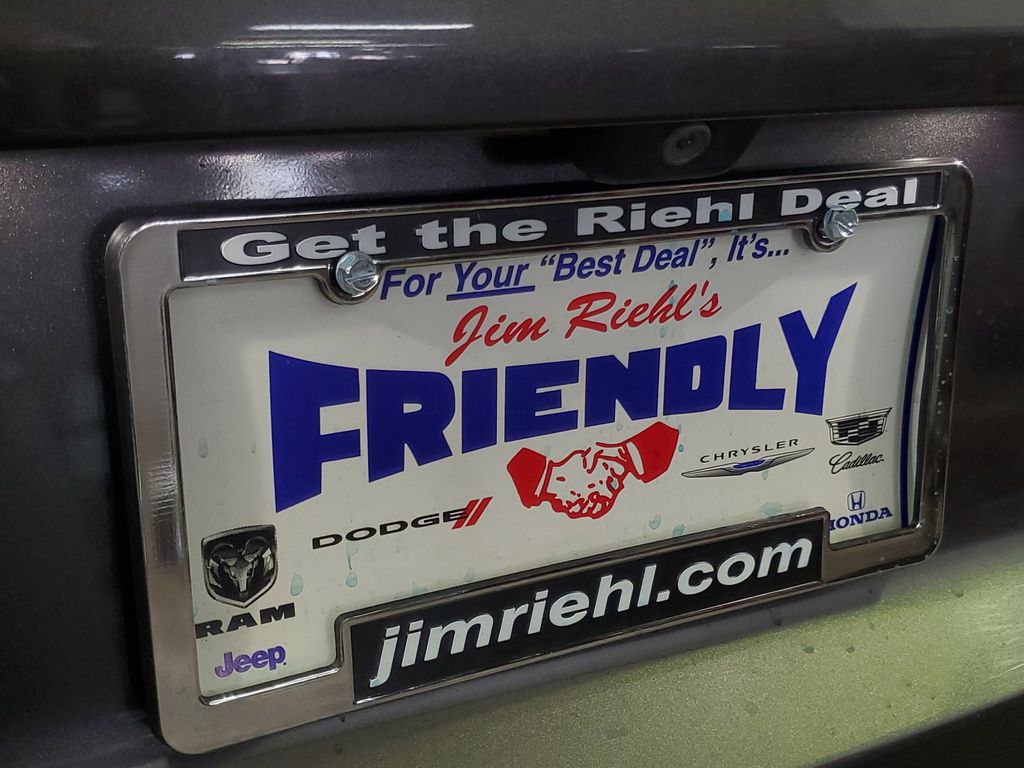 Get the Riehl Deal
For Your "Best Deal", It's...
Jim Riehl's
FRIENDLY
CHRYSLER
Cadillac
DODGE
HONDA
RAM
Jeep
jimriehl.com